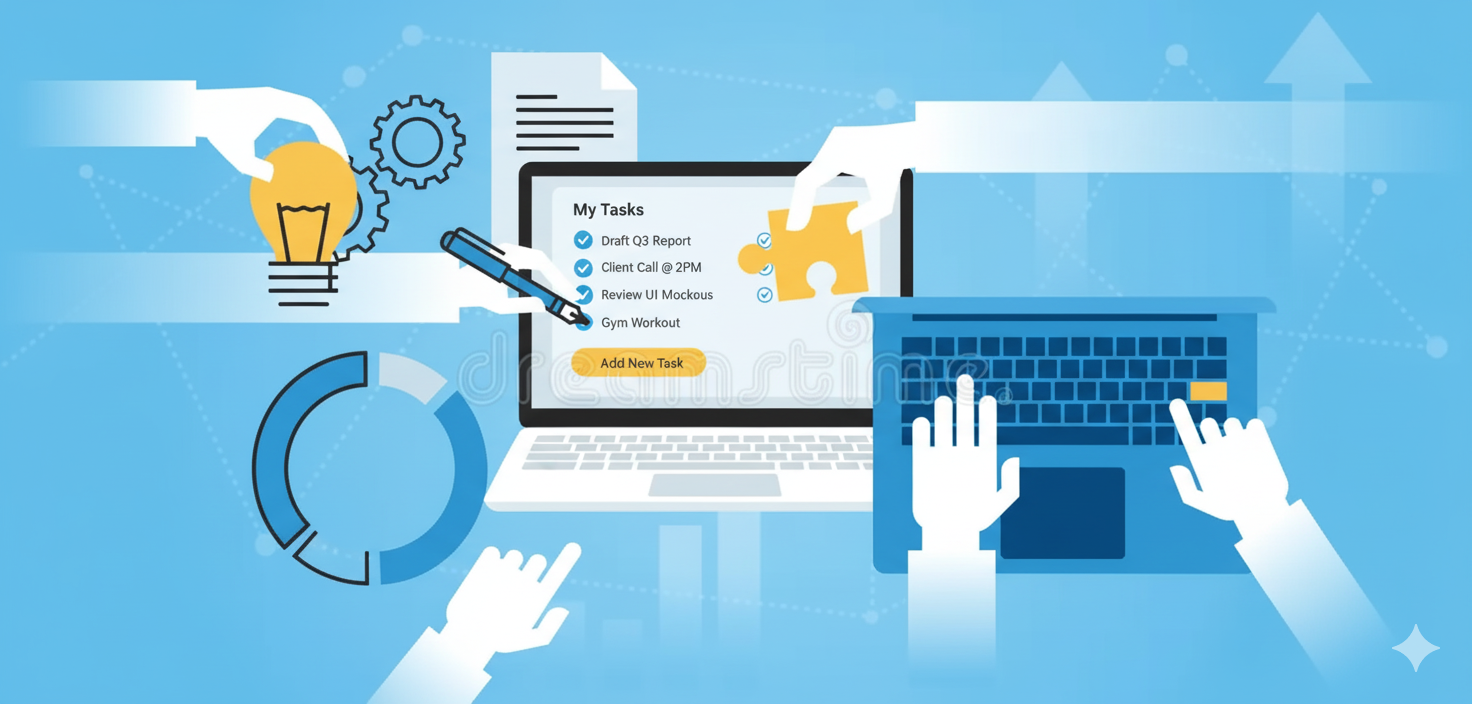 My Tasks
Draft Q3 Report
Client Call @ 2PM
Review UI Mockous
Gym Workout
Add New Task
dreamstime